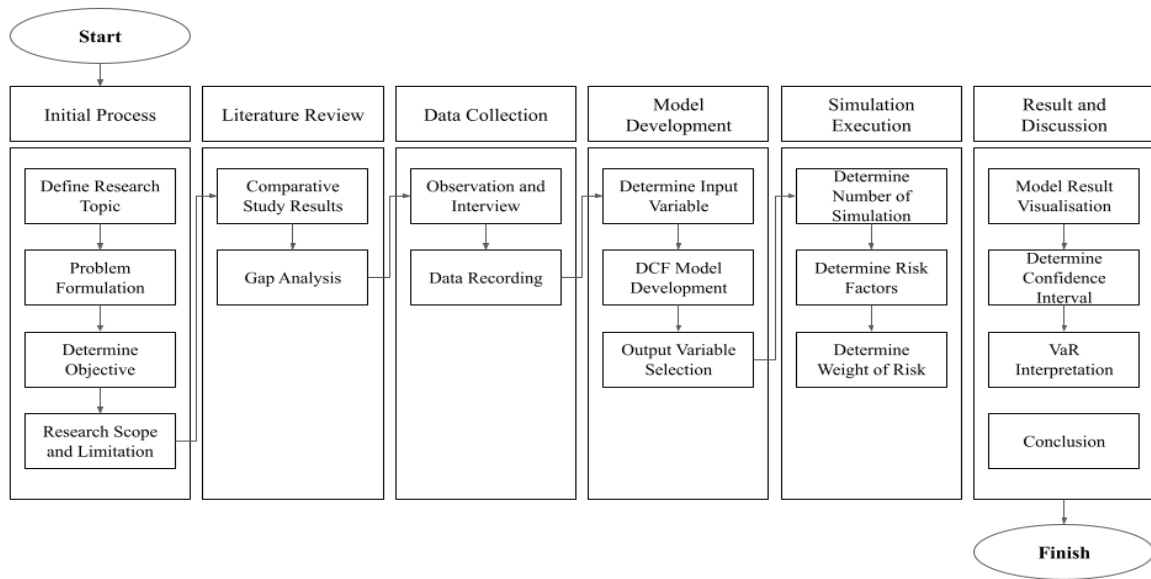 Start
Initial Process
Literature Review
Data Collection
Model
Development
Simulation
Execution
Result and
Discussion
Define Research
Topic
Problem
Formulation
Determine
Objective
Research Scope
and Limitation
Comparative
Study Results
Gap Analysis
Observation and
Interview
Data Recording
Determine Input
Variable
DCF Model
Development
Output Variable
Selection
Determine
Number of
Simulation
Determine Risk
Factors
Determine
Weight of Risk
Model Result
Visualisation
Determine
Confidence
Interval
VaR
Interpretation
Conclusion
Finish